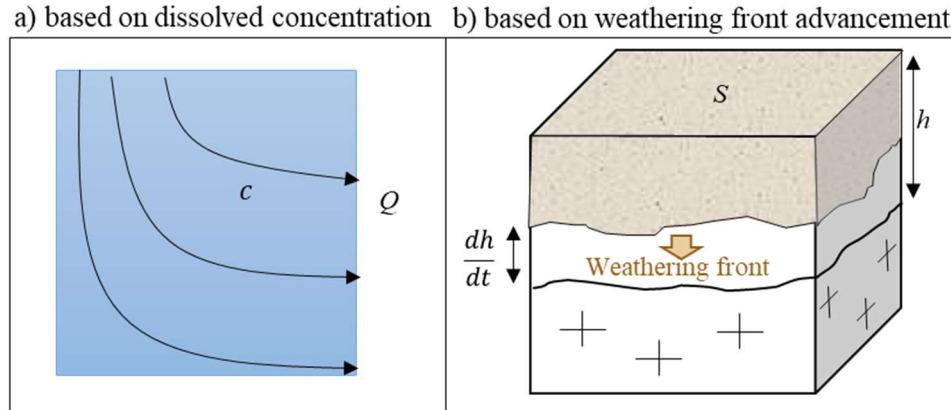 a) based on dissolved concentration
b) based on weathering front advancement
c
Q
S
h
dh
dt
Weathering front